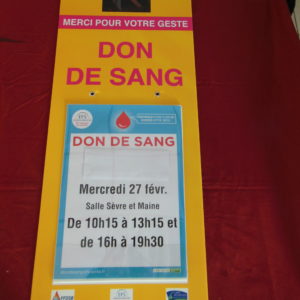 MERCI POUR VOTRE GESTE
DON
DE SANG
DON DE SANG
Mercredi 27 févr.
Salle Sèvre et Maine
De 10h15 à 13h15 et
de 16h à 19h30